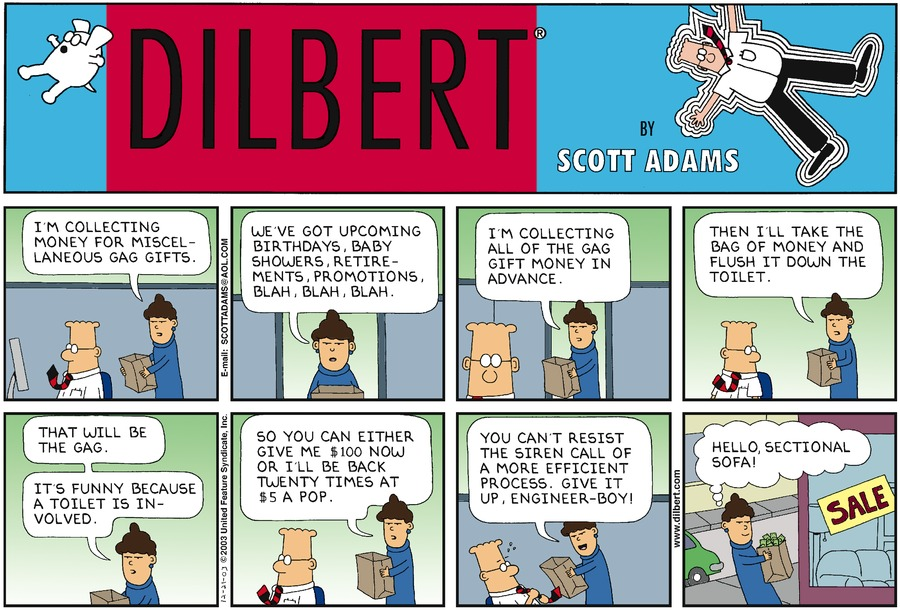 DILBERT®
BY
SCOTT ADAMS
I'M COLLECTING
MONEY FOR MISCEL-
LANEOUS GAG GIFTS.
E-mail: SCOTTADAMS@AOL.COM
WE'VE GOT UPCOMING
BIRTHDAYS, BABY
SHOWERS, RETIRE-
MENTS, PROMOTIONS,
BLAH, BLAH, BLAH.
I'M COLLECTING
ALL OF THE GAG
GIFT MONEY IN
ADVANCE.
THEN I'LL TAKE THE
BAG OF MONEY AND
FLUSH IT DOWN THE
TOILET.
THAT WILL BE
THE GAG.
IT'S FUNNY BECAUSE
A TOILET IS IN-
VOLVED.
12-21-03 © 2003 United Feature Syndicate, Inc.
SO YOU CAN EITHER
GIVE ME $100 NOW
OR I'LL BE BACK
TWENTY TIMES AT
$5 A POP.
YOU CAN'T RESIST
THE SIREN CALL OF
A MORE EFFICIENT
PROCESS. GIVE IT
UP, ENGINEER-BOY!
www.dilbert.com
HELLO, SECTIONAL
SOFA!
SALE